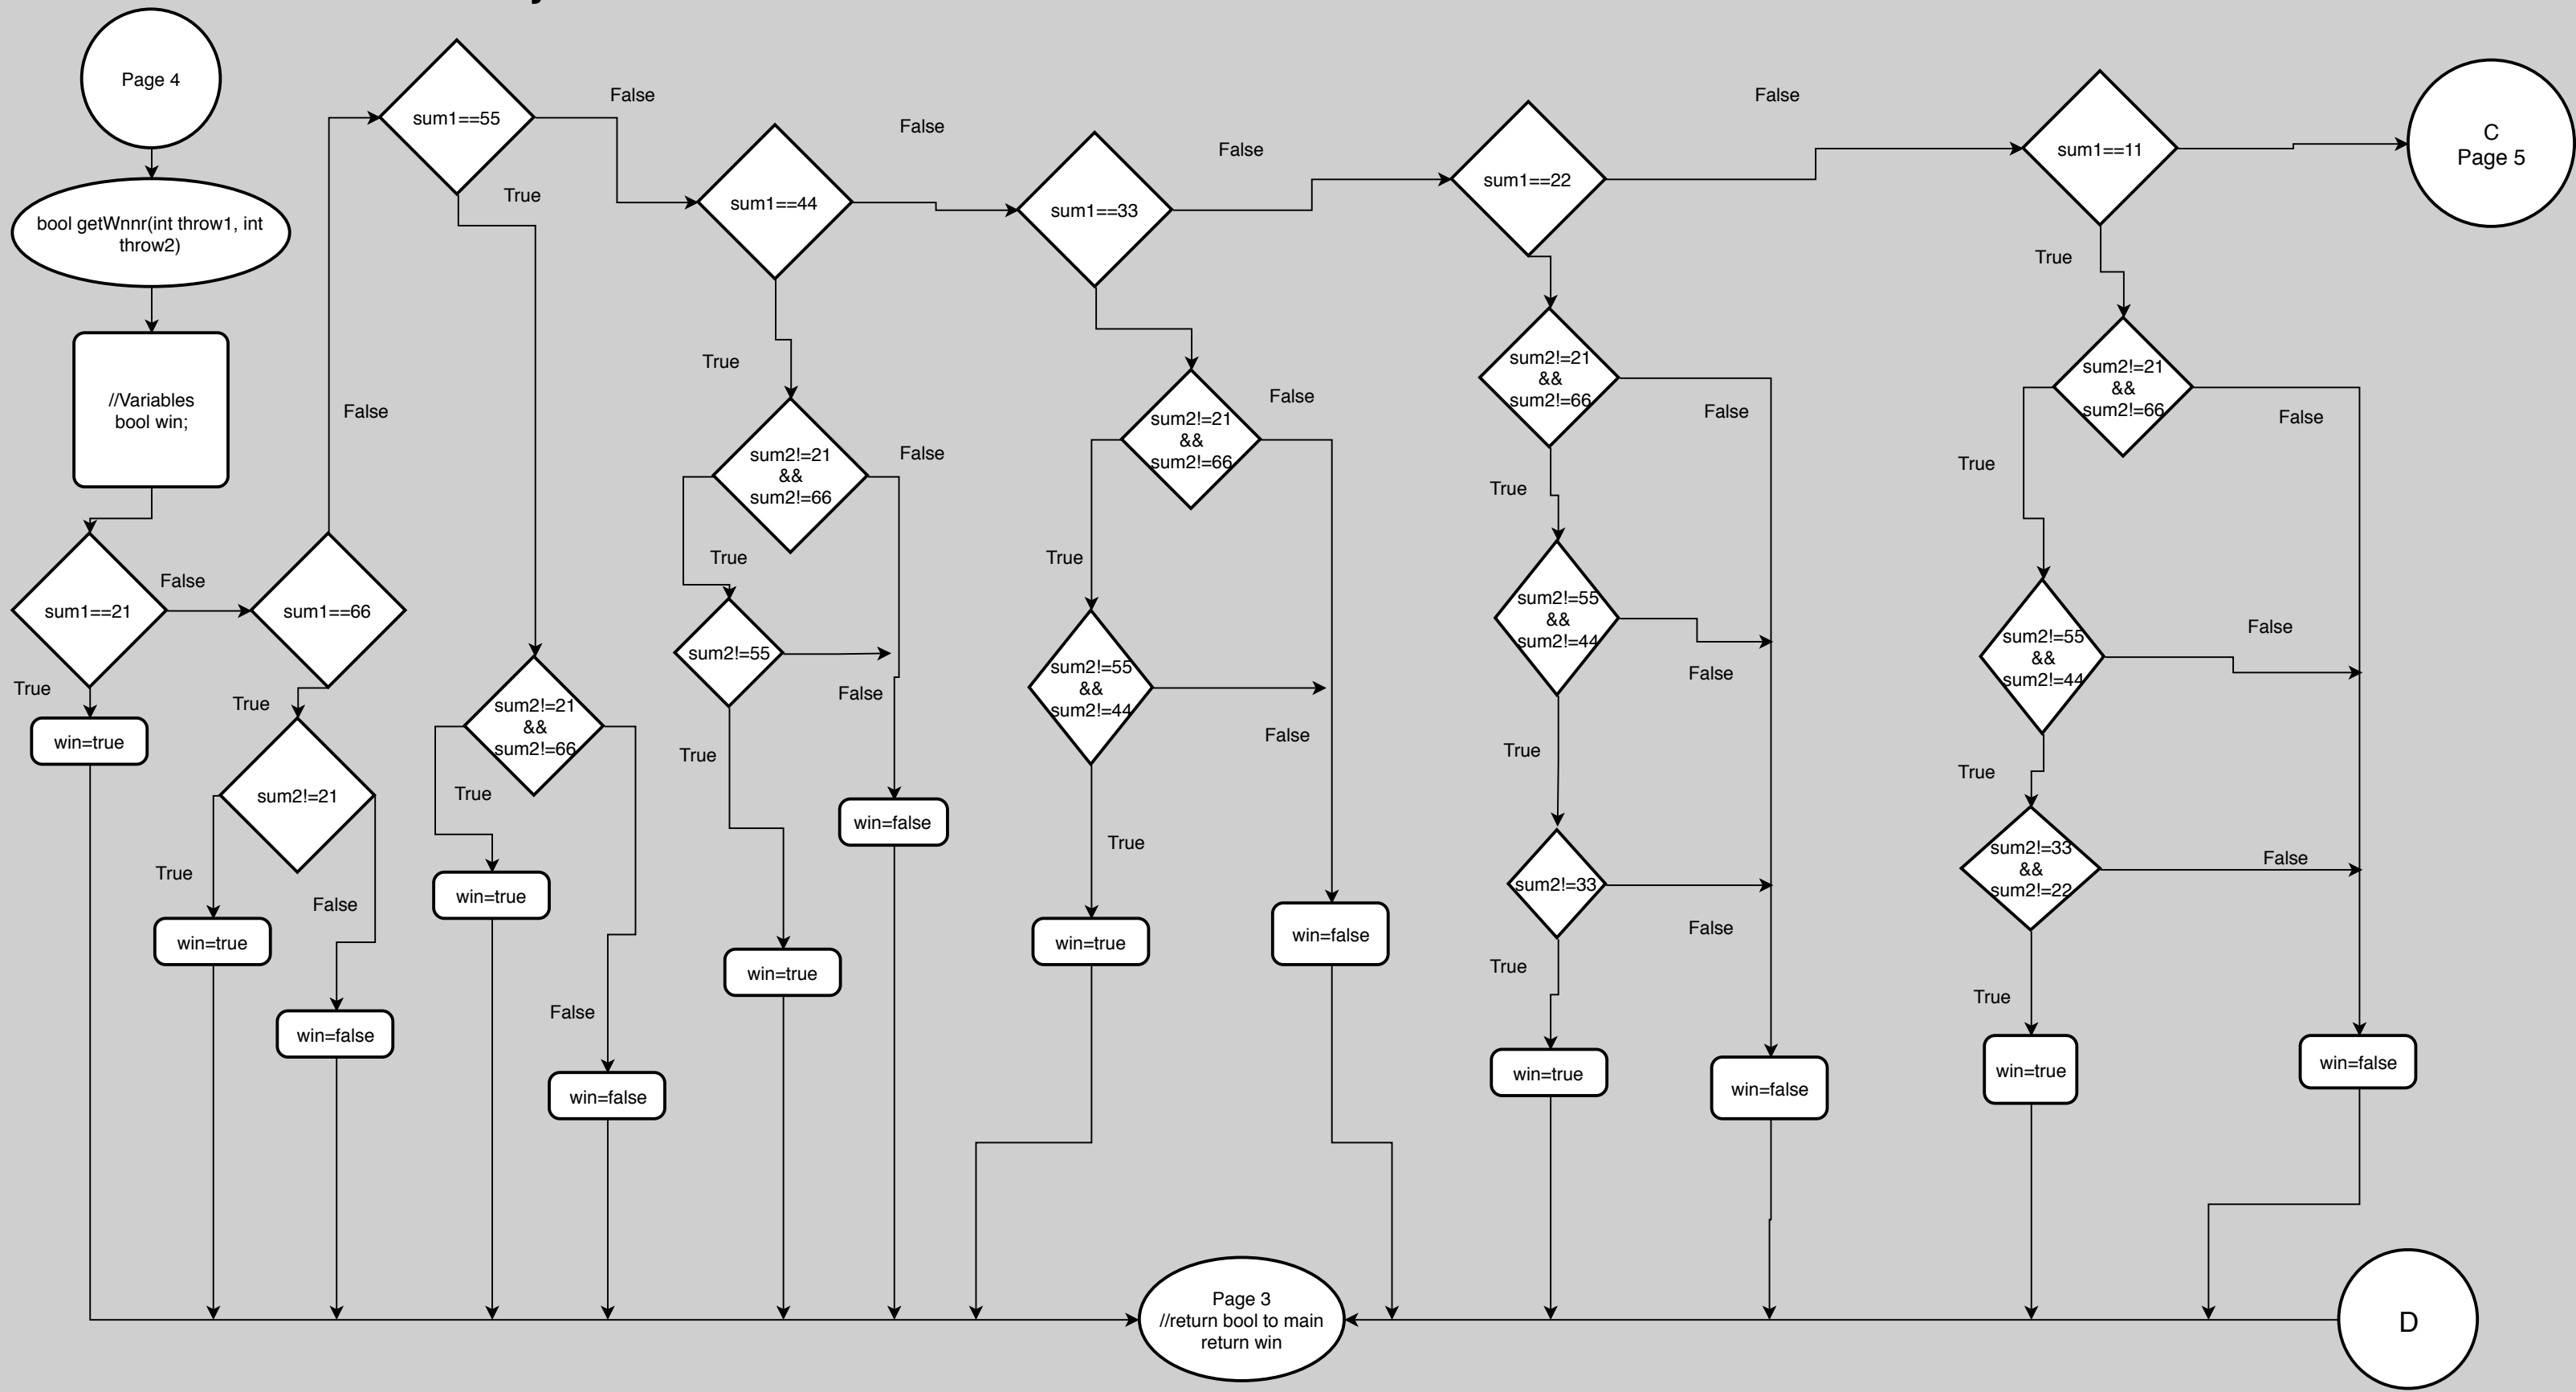 Page 4
bool getWnnr(int throw1, int
throw2)
//Variables
bool win;
sum1==21
True
False
win=true
sum1==66
False
True
sum2!=21
True
False
win=true
win=false
sum1==55
False
True
sum2!=21
&&
sum2!=66
True
False
win=true
win=false
sum1==44
False
True
sum2!=21
&&
sum2!=66
False
True
sum2!=55
False
True
win=false
win=true
sum1==33
False
sum2!=21
&&
sum2!=66
False
True
sum2!=55
&&
sum2!=44
False
True
win=true
win=false
sum1==22
False
sum2!=21
&&
sum2!=66
False
True
sum2!=55
&&
sum2!=44
False
True
sum2!=33
False
True
win=true
win=false
sum1==11
True
sum2!=21
&&
sum2!=66
False
True
sum2!=55
&&
sum2!=44
False
True
sum2!=33
&&
sum2!=22
False
True
win=true
win=false
C
Page 5
Page 3
//return bool to main
return win
D